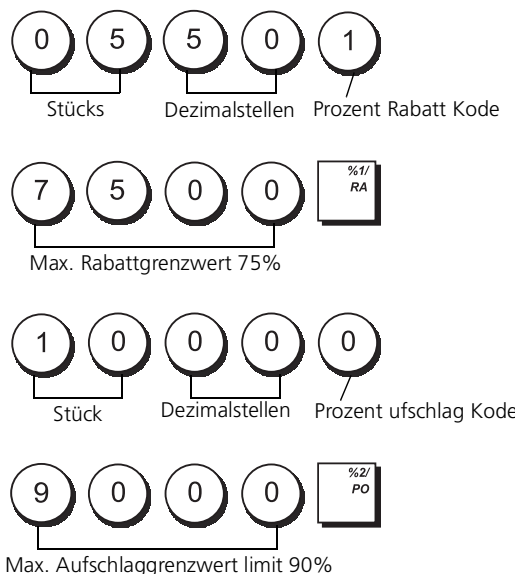 0 5 5 0 1
Stücks Dezimalstellen Prozent Rabatt Kode
7 5 0 0 %1/ RA
Max. Rabattgrenzwert 75%
1 0 0 0 0
Stück Dezimalstellen Prozent ufschlag Kode
9 0 0 0 %2/ PO
Max. Aufschlaggrenzwert limit 90%